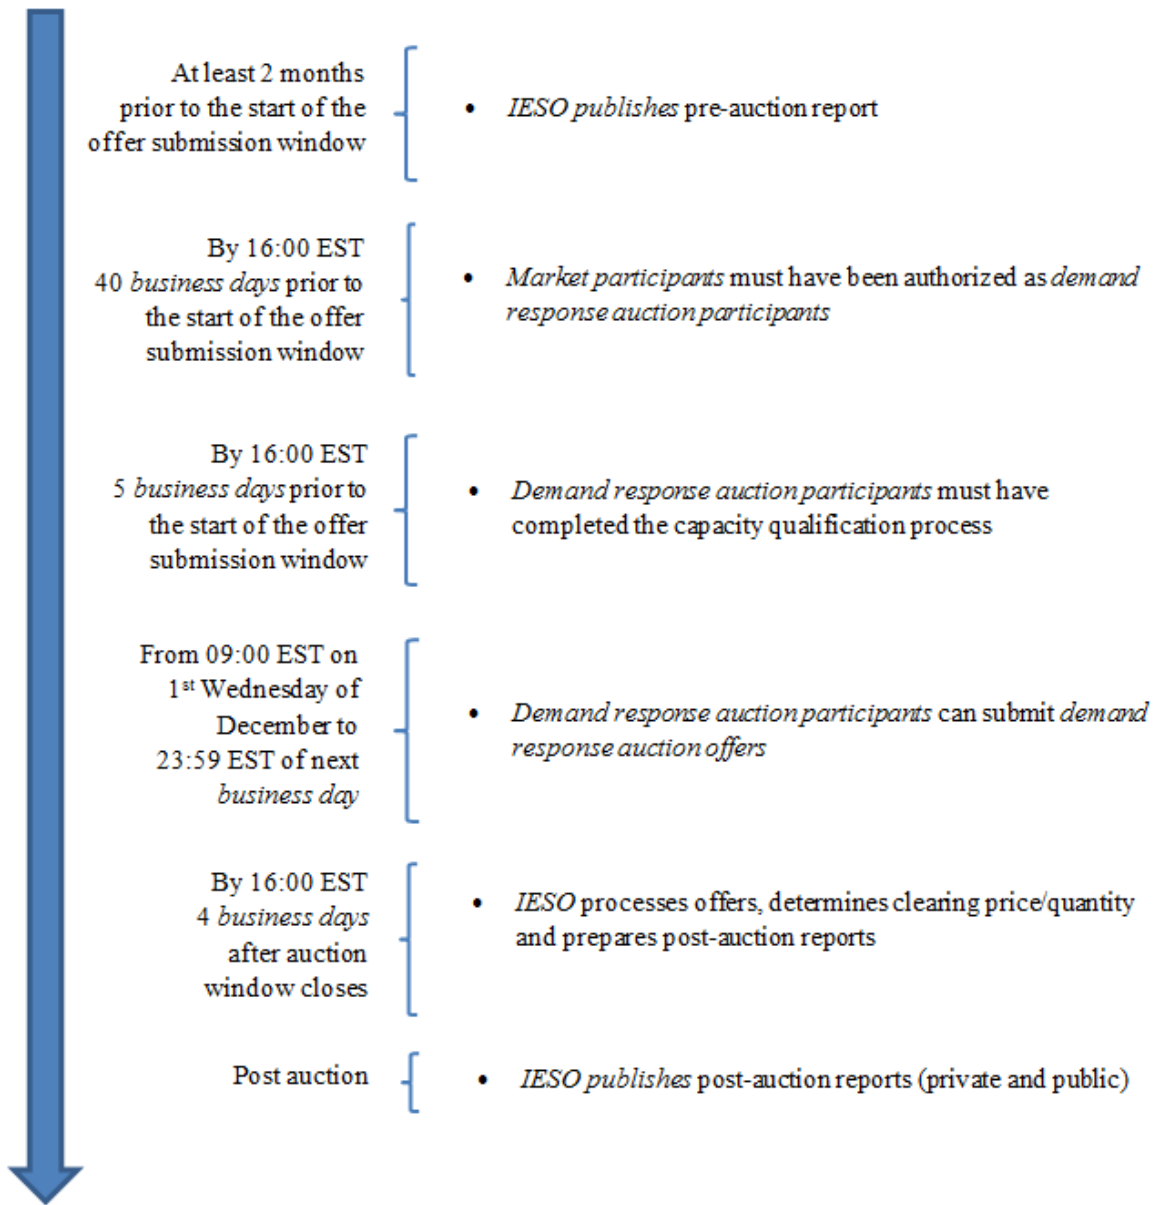 At least 2 months
prior to the start of the
offer submission window
• IESO publishes pre-auction report
By 16:00 EST
40 business days prior to
the start of the offer
submission window
• Market participants must have been authorized as demand
response auction participants
By 16:00 EST
5 business days prior to
the start of the offer
submission window
• Demand response auction participants must have
completed the capacity qualification process
From 09:00 EST on
1st Wednesday of
December to
23:59 EST of next
business day
• Demand response auction participants can submit demand
response auction offers
By 16:00 EST
4 business days
after auction
window closes
• IESO processes offers, determines clearing price/quantity
and prepares post-auction reports
Post auction
• IESO publishes post-auction reports (private and public)